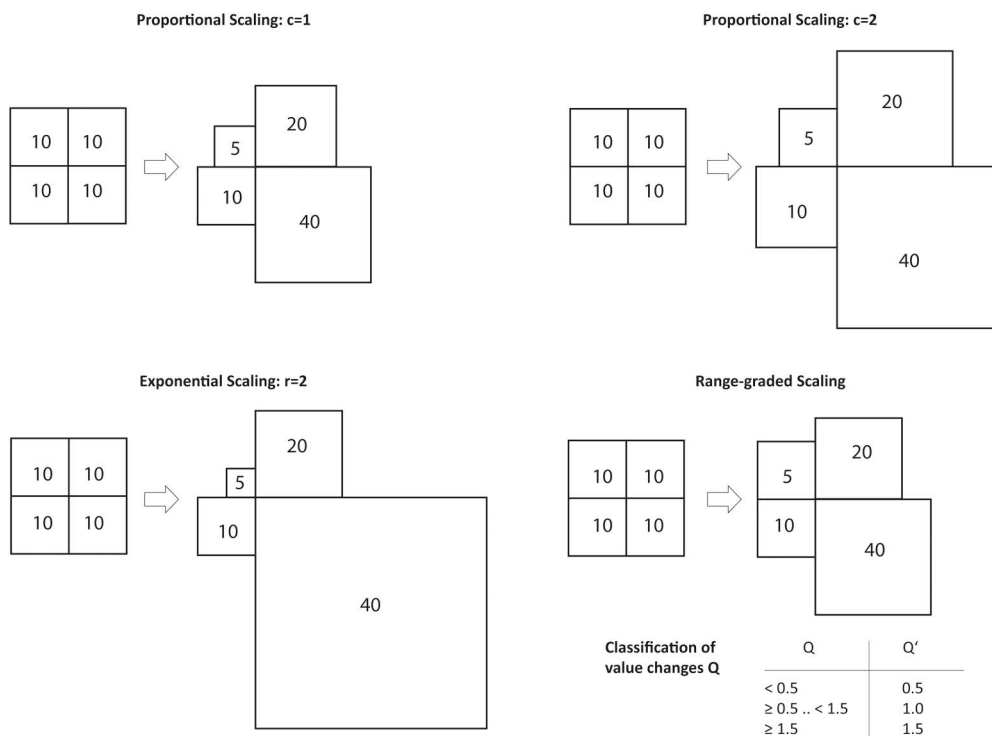 Proportional Scaling: c=1
10 10
10 10
20
5
10
40
Proportional Scaling: c=2
10 10
10 10
20
5
10
40
Exponential Scaling: r=2
10 10
10 10
20
5
10
40
Range-graded Scaling
10 10
10 10
20
5
10
40
Classification of
value changes Q
Q Q‘
< 0.5 0.5
≥ 0.5 .. < 1.5 1.0
≥ 1.5 1.5